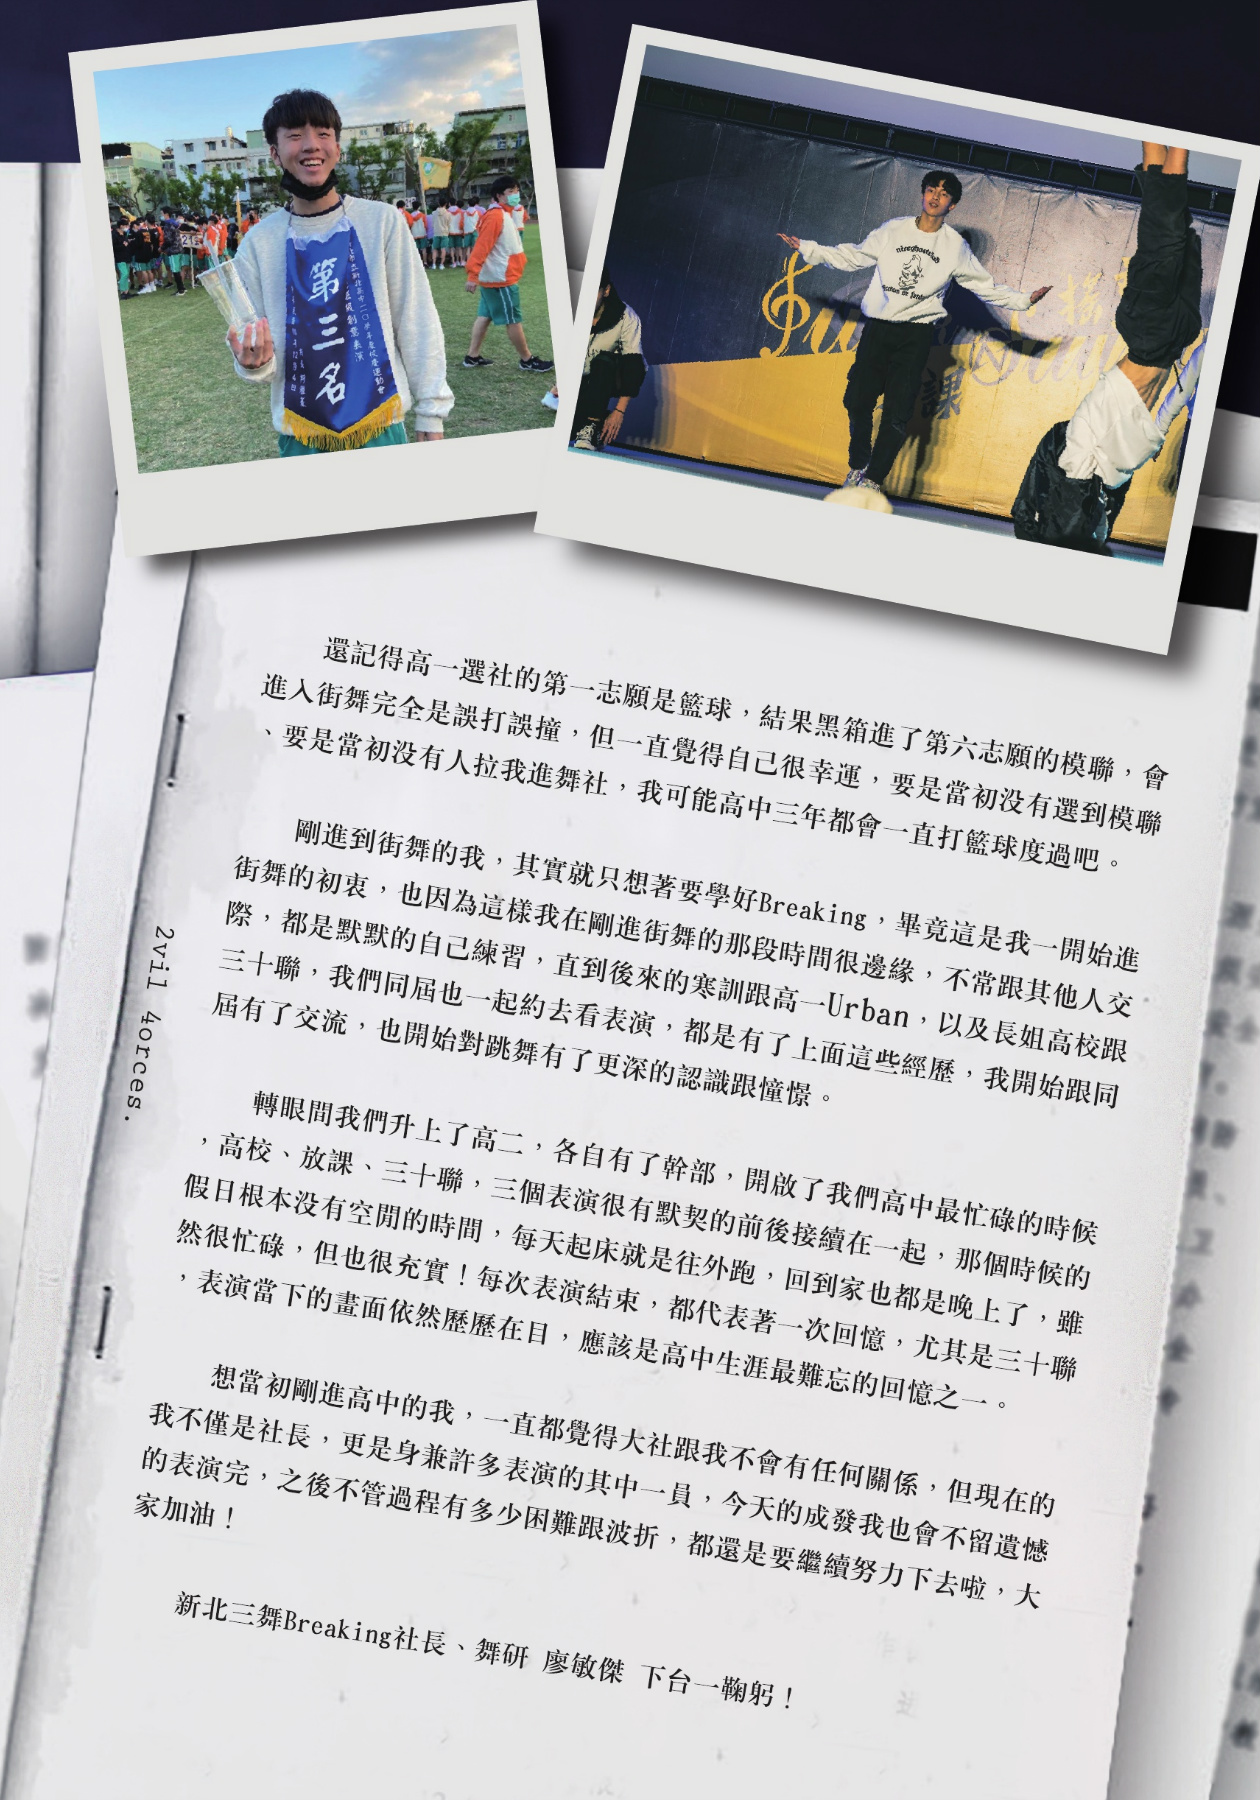 第三名
還記得高一選社的第一志願是籃球，結果黑箱進了第六志願的模聯，會
進入街舞完全是誤打誤撞，但一直覺得自己很幸運，要是當初沒有選到模聯
、要是當初沒有人拉我進舞社，我可能高中三年都會一直打籃球度過吧。
剛進到街舞的我，其實就只想著要學好Breaking，畢竟這是我一開始進
街舞的初衷，也因為這樣我在剛進街舞的那段時間很邊緣，不常跟其他人交
際，都是默默的自己練習，直到後來的寒訓跟高一Urban，以及長姐高校跟
三十聯，我們同屆也一起約去看表演，都是有了上面這些經歷，我開始跟同
屆有了交流，也開始對跳舞有了更深的認識跟憧憬。
轉眼間我們升上了高二，各自有了幹部，開啟了我們高中最忙碌的時候
，高校、放課、三十聯，三個表演很有默契的前後接續在一起，那個時候的
假日根本沒有空閒的時間，每天起床就是往外跑，回到家也都是晚上了，雖
然很忙碌，但也很充實！每次表演結束，都代表著一次回憶，尤其是三十聯
，表演當下的畫面依然歷歷在目，應該是高中生涯最難忘的回憶之一。
想當初剛進高中的我，一直都覺得大社跟我不會有任何關係，但現在的
我不僅是社長，更是身兼許多表演的其中一員，今天的成發我也會不留遺憾
的表演完，之後不管過程有多少困難跟波折，都還是要繼續努力下去啦，大
家加油！
新北三舞Breaking社長、舞研 廖敏傑 下台一鞠躬！
2vil 4orces.